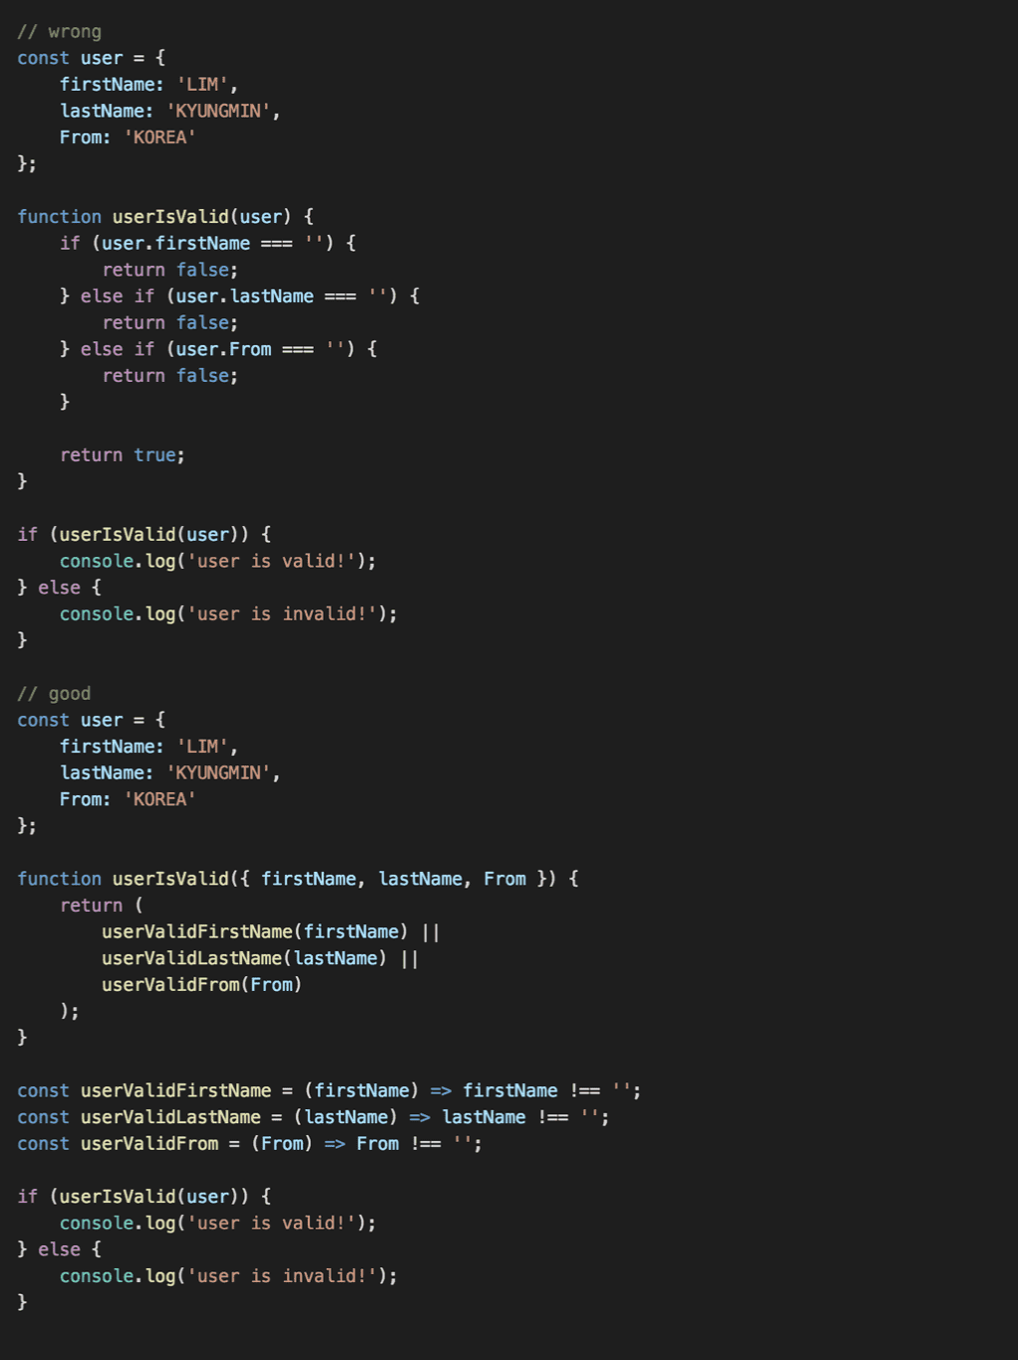 // wrong
const user = {
    firstName: 'LIM',
    lastName: 'KYUNGMIN',
    From: 'KOREA'
};

function userIsValid(user) {
    if (user.firstName === '') {
        return false;
    } else if (user.lastName === '') {
        return false;
    } else if (user.From === '') {
        return false;
    }

    return true;
}

if (userIsValid(user)) {
    console.log('user is valid!');
} else {
    console.log('user is invalid!');
}

// good
const user = {
    firstName: 'LIM',
    lastName: 'KYUNGMIN',
    From: 'KOREA'
};

function userIsValid({ firstName, lastName, From }) {
    return (
        userValidFirstName(firstName) ||
        userValidLastName(lastName) ||
        userValidFrom(From)
    );
}

const userValidFirstName = (firstName) => firstName !== '';
const userValidLastName = (lastName) => lastName !== '';
const userValidFrom = (From) => From !== '';

if (userIsValid(user)) {
    console.log('user is valid!');
} else {
    console.log('user is invalid!');
}